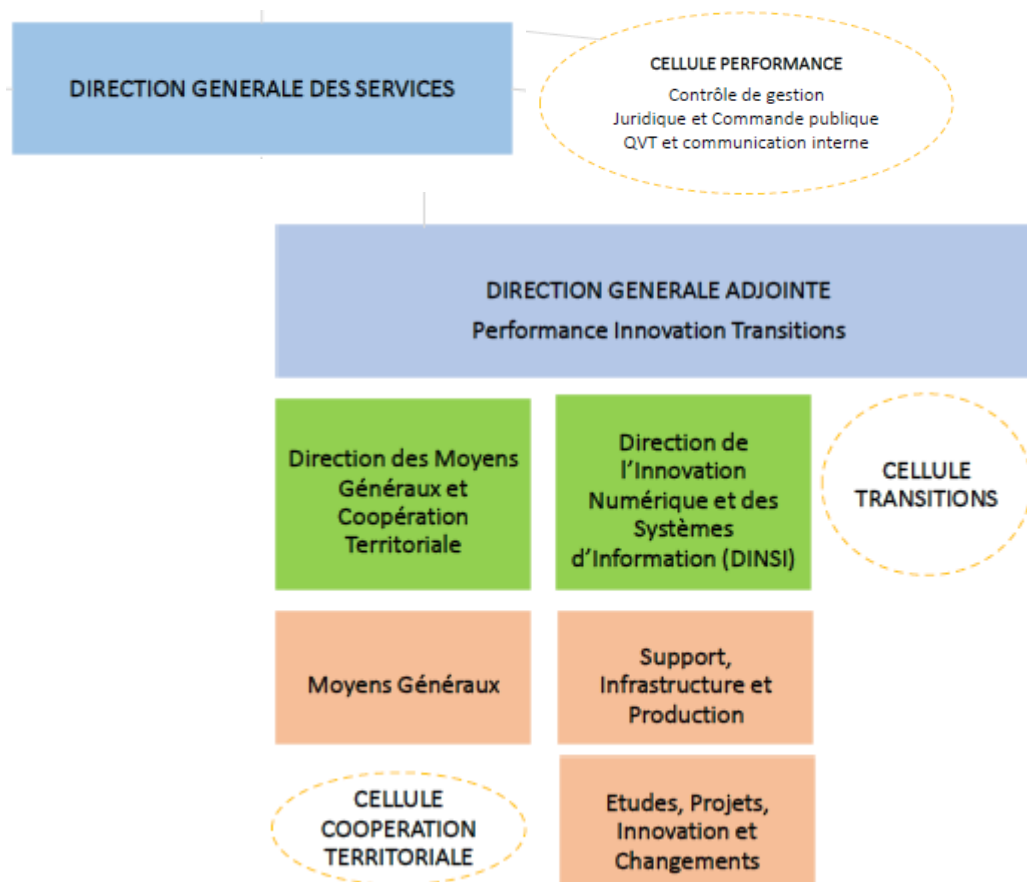 DIRECTION GENERALE DES SERVICES
CELLULE PERFORMANCE
Contrôle de gestion
Juridique et Commande publique
QVT et communication interne
DIRECTION GENERALE ADJOINTE
Performance Innovation Transitions
Direction des Moyens
Généraux et
Coopération
Territoriale
Direction de
l’Innovation
Numérique et des
Systèmes
d’Information (DINSI)
CELLULE
TRANSITIONS
Moyens Généraux
Support,
Infrastructure et
Production
CELLULE
COOPERATION
TERRITORIALE
Etudes, Projets,
Innovation et
Changements